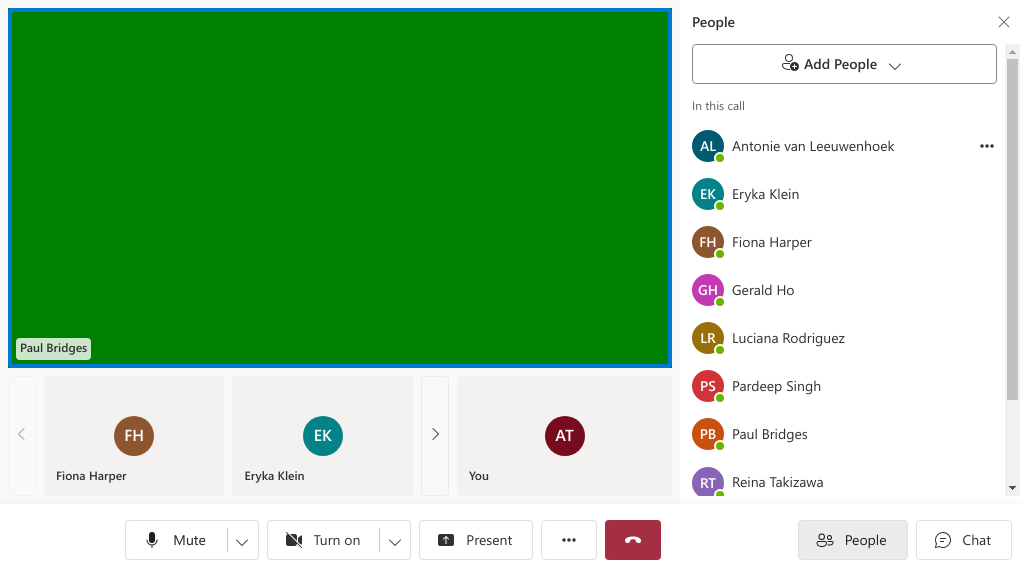 Paul Bridges
FH
Fiona Harper
EK
Eryka Klein
AT
You
People
Add People
In this call
AL Antonie van Leeuwenhoek
EK Eryka Klein
FH Fiona Harper
GH Gerald Ho
LR Luciana Rodriguez
PS Pardeep Singh
PB Paul Bridges
RT Reina Takizawa
Mute
Turn on
Present
People
Chat